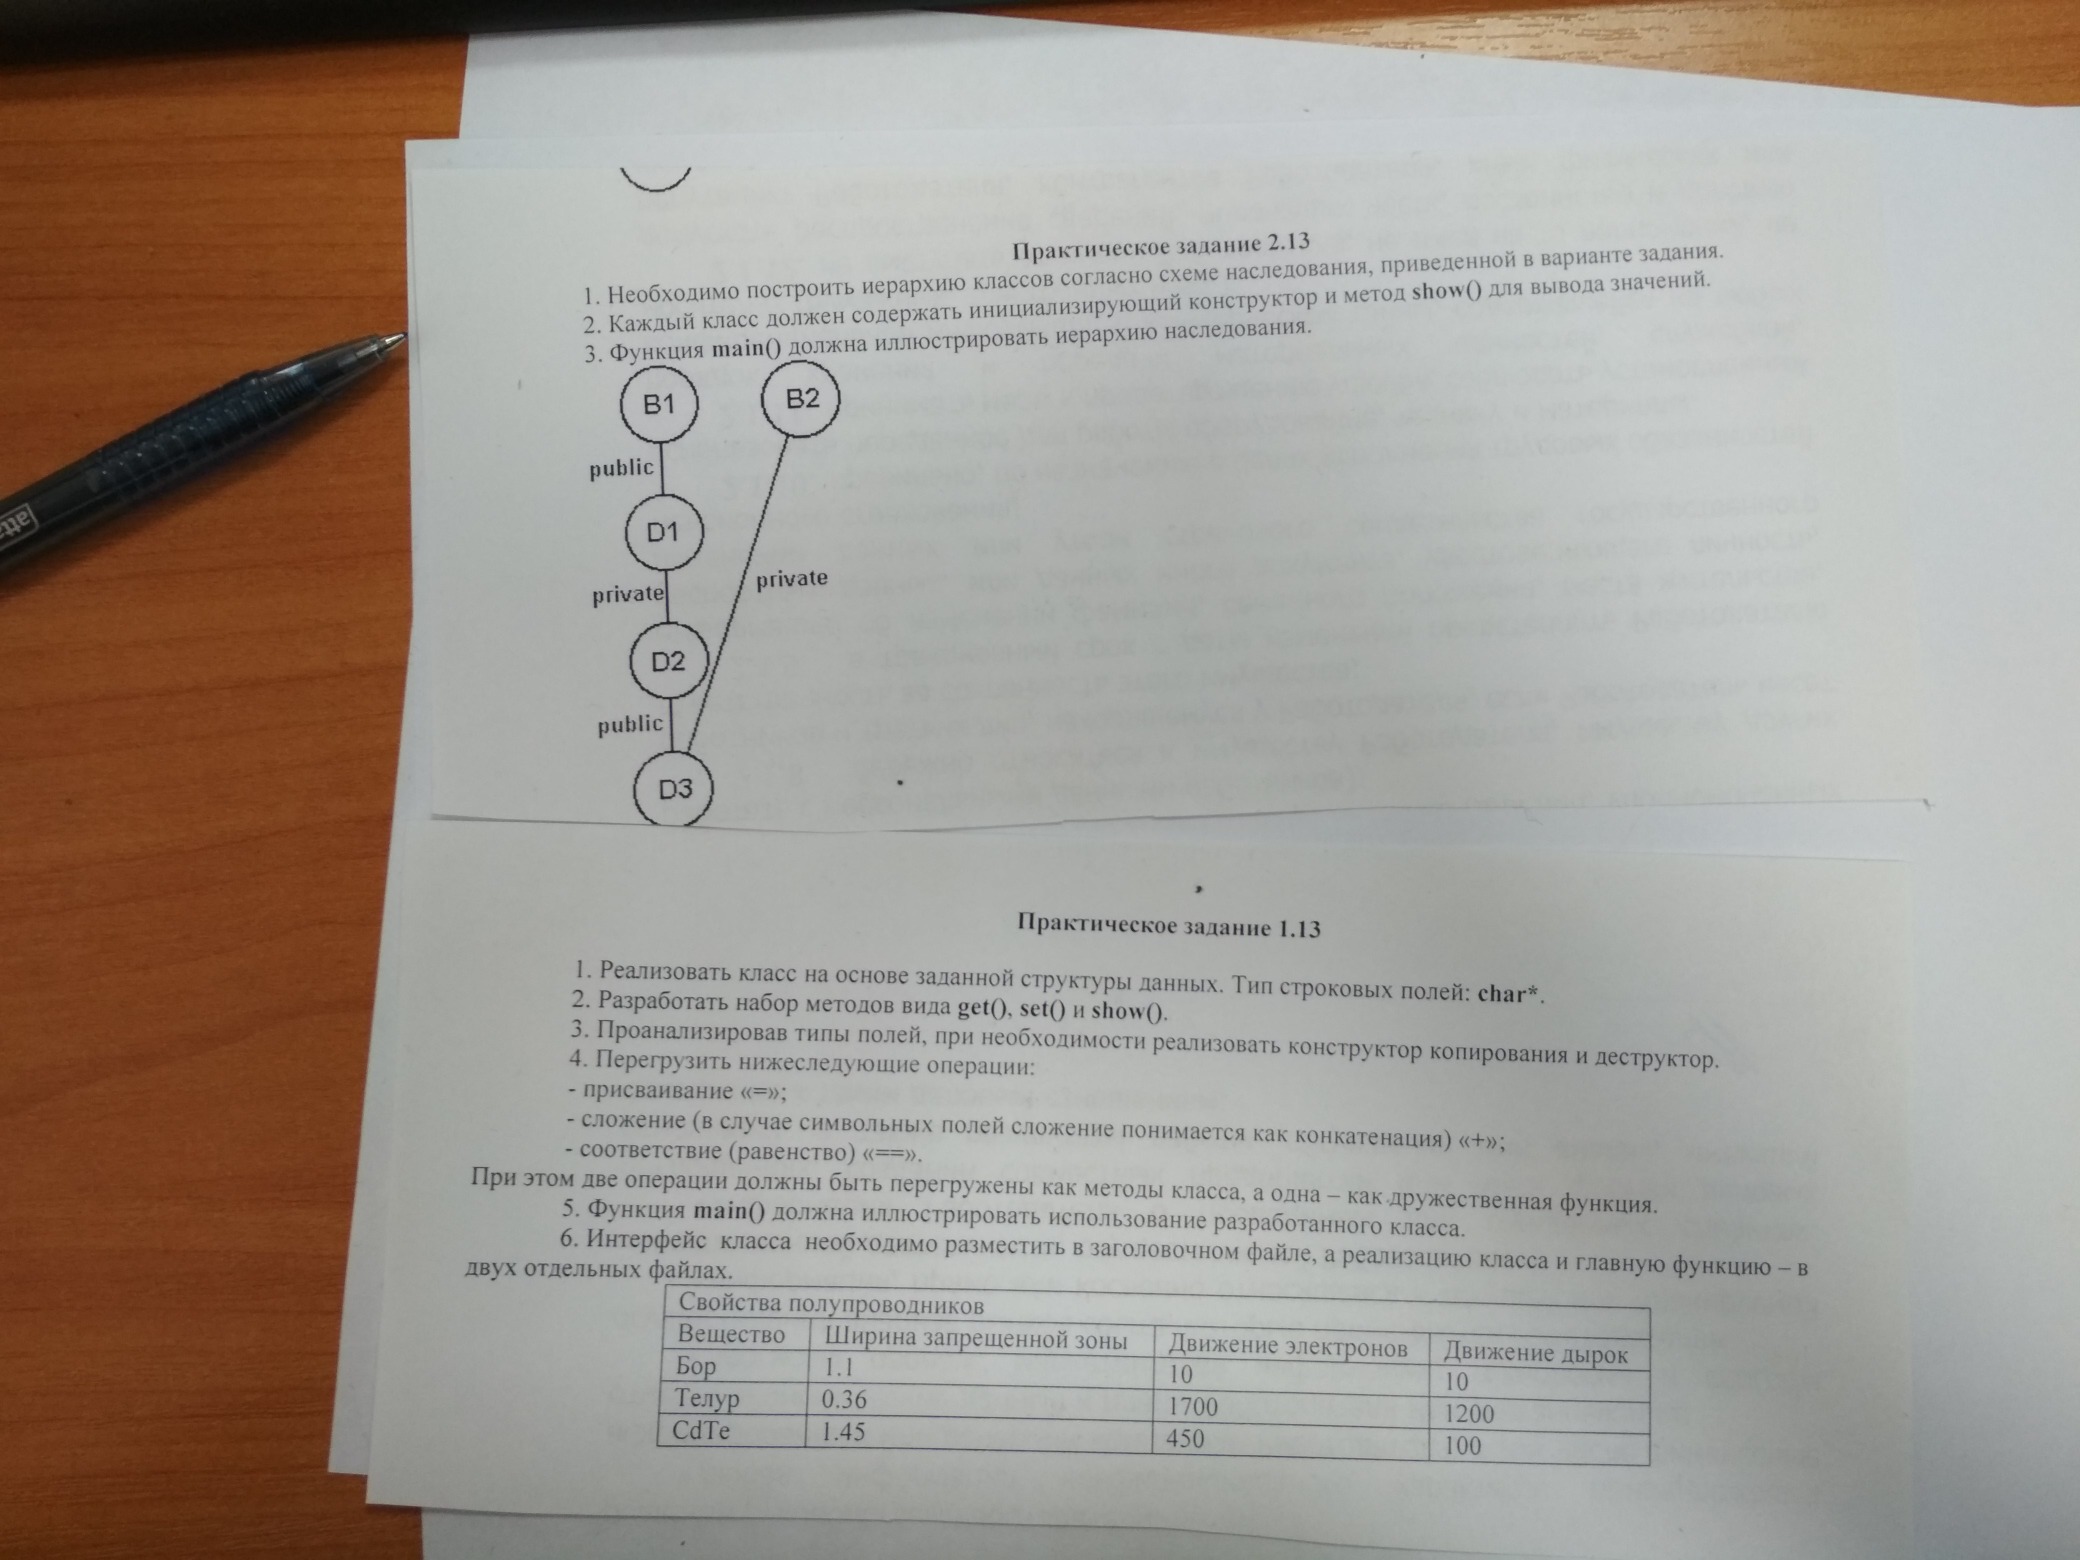 Практическое задание 2.13
1. Необходимо построить иерархию классов согласно схеме наследования, приведенной в варианте задания.
2. Каждый класс должен содержать инициализирующий конструктор и метод show() для вывода значений.
3. Функция main() должна иллюстрировать иерархию наследования.
B1 B2
public
D1
private private
D2
public
D3
Практическое задание 1.13
1. Реализовать класс на основе заданной структуры данных. Тип строковых полей: char*.
2. Разработать набор методов вида get(), set() и show().
3. Проанализировав типы полей, при необходимости реализовать конструктор копирования и деструктор.
4. Перегрузить нижеследующие операции:
- присваивание «=»;
- сложение (в случае символьных полей сложение понимается как конкатенация) «+»;
- соответствие (равенство) «==».
При этом две операции должны быть перегружены как методы класса, а одна – как дружественная функция.
5. Функция main() должна иллюстрировать использование разработанного класса.
6. Интерфейс класса необходимо разместить в заголовочном файле, а реализацию класса и главную функцию – в
двух отдельных файлах.
Свойства полупроводников
Вещество Ширина запрещенной зоны Движение электронов Движение дырок
Бор 1.1 10 10
Телур 0.36 1700 1200
CdTe 1.45 450 100